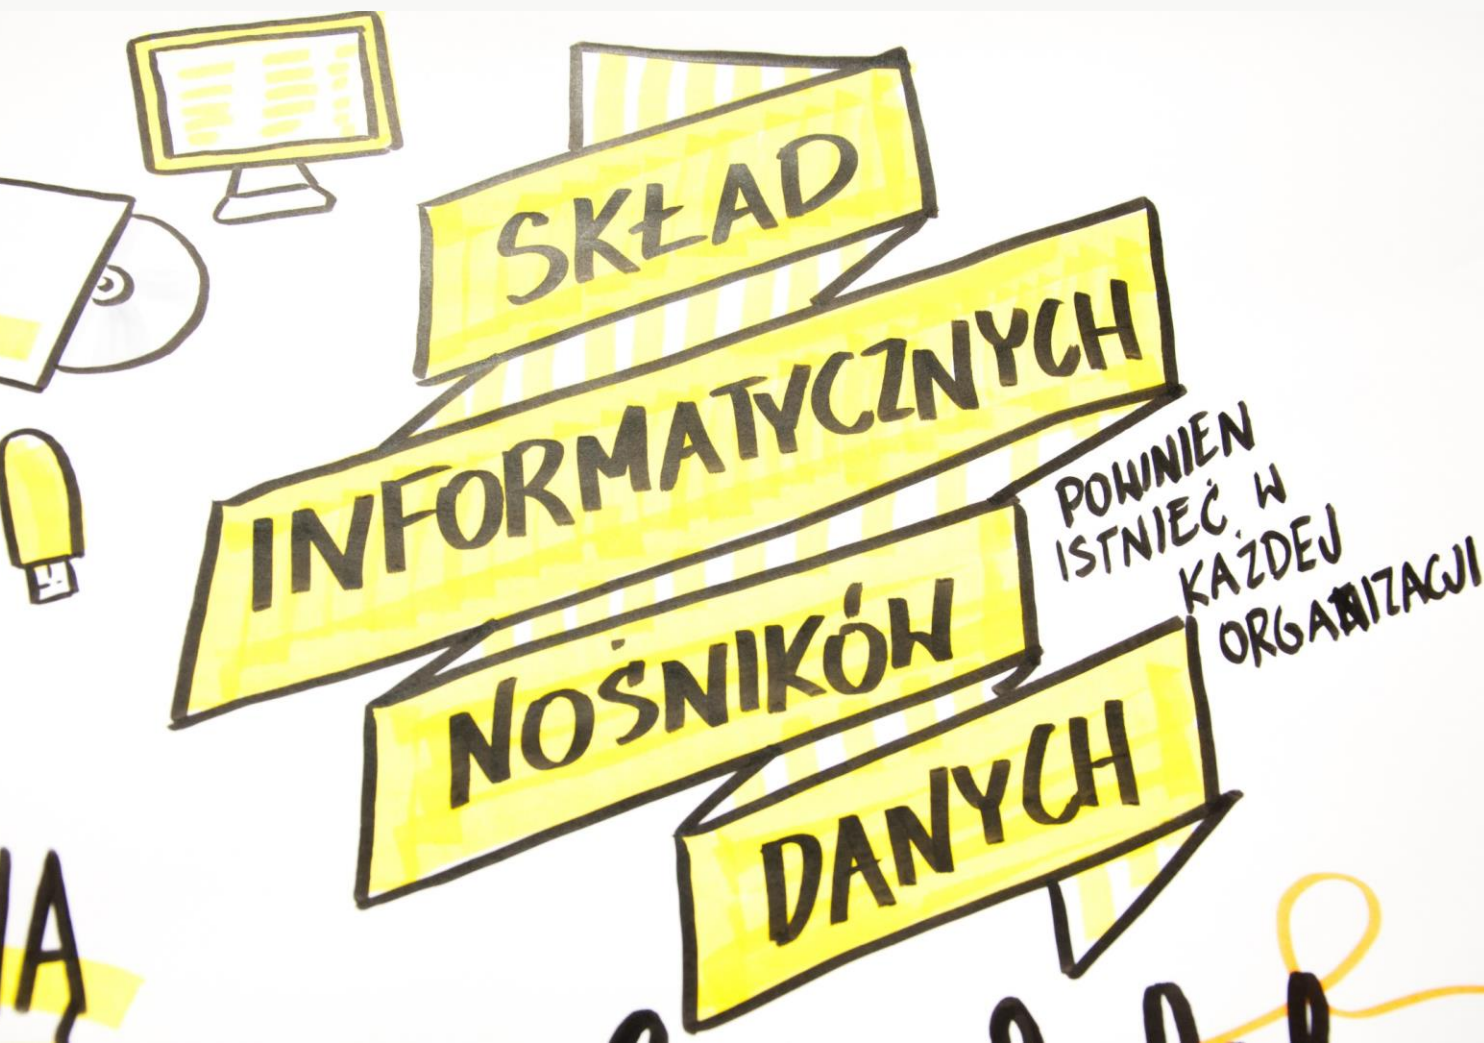 SKŁAD
INFORMATYCZNYCH
NOŚNIKÓW
DANYCH
POWINIEN
ISTNIEĆ W
KAŻDEJ
ORGANIZACJI